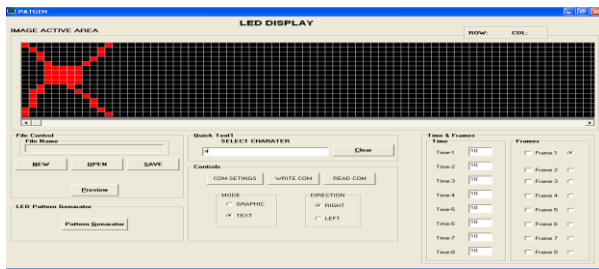 PATGEN
LED DISPLAY
IMAGE ACTIVE AREA
ROW: COL:
File Control
File Name
NEW OPEN SAVE
Preview
LED Pattern Genarator
Pattern Genarator
Quick Text1
SELECT CHARATER
Clear
Controls
COM SETINGS WRITE COM READ COM
MODE
GRAPHIC
TEXT
DIRECTION
RIGHT
LEFT
Time & Frames
Time
Time-1 10
Time-2 10
Time-3 10
Time-4 10
Time-5 10
Time-6 10
Time-7 10
Time-8 10
Frames
Frame 1
Frame 2
Frame 3
Frame 4
Frame 5
Frame 6
Frame 7
Frame 8